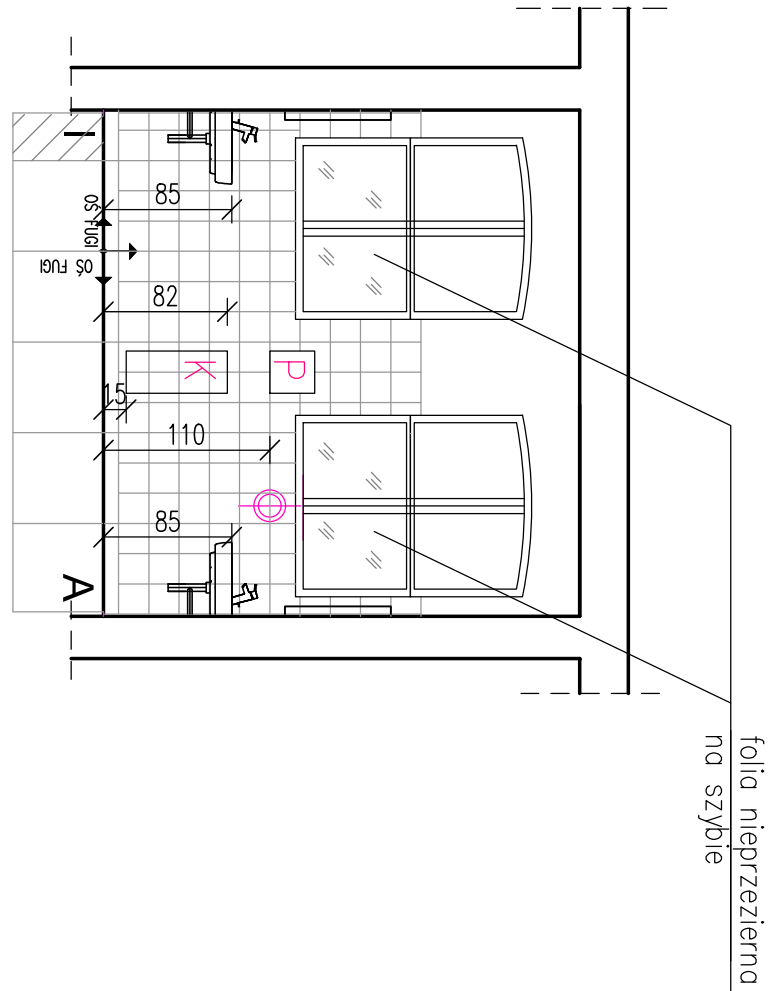 85
OŚ FUGI
OŚ FUGI
82
K
P
15
110
85
A
folia nieprzezierna
na szybie